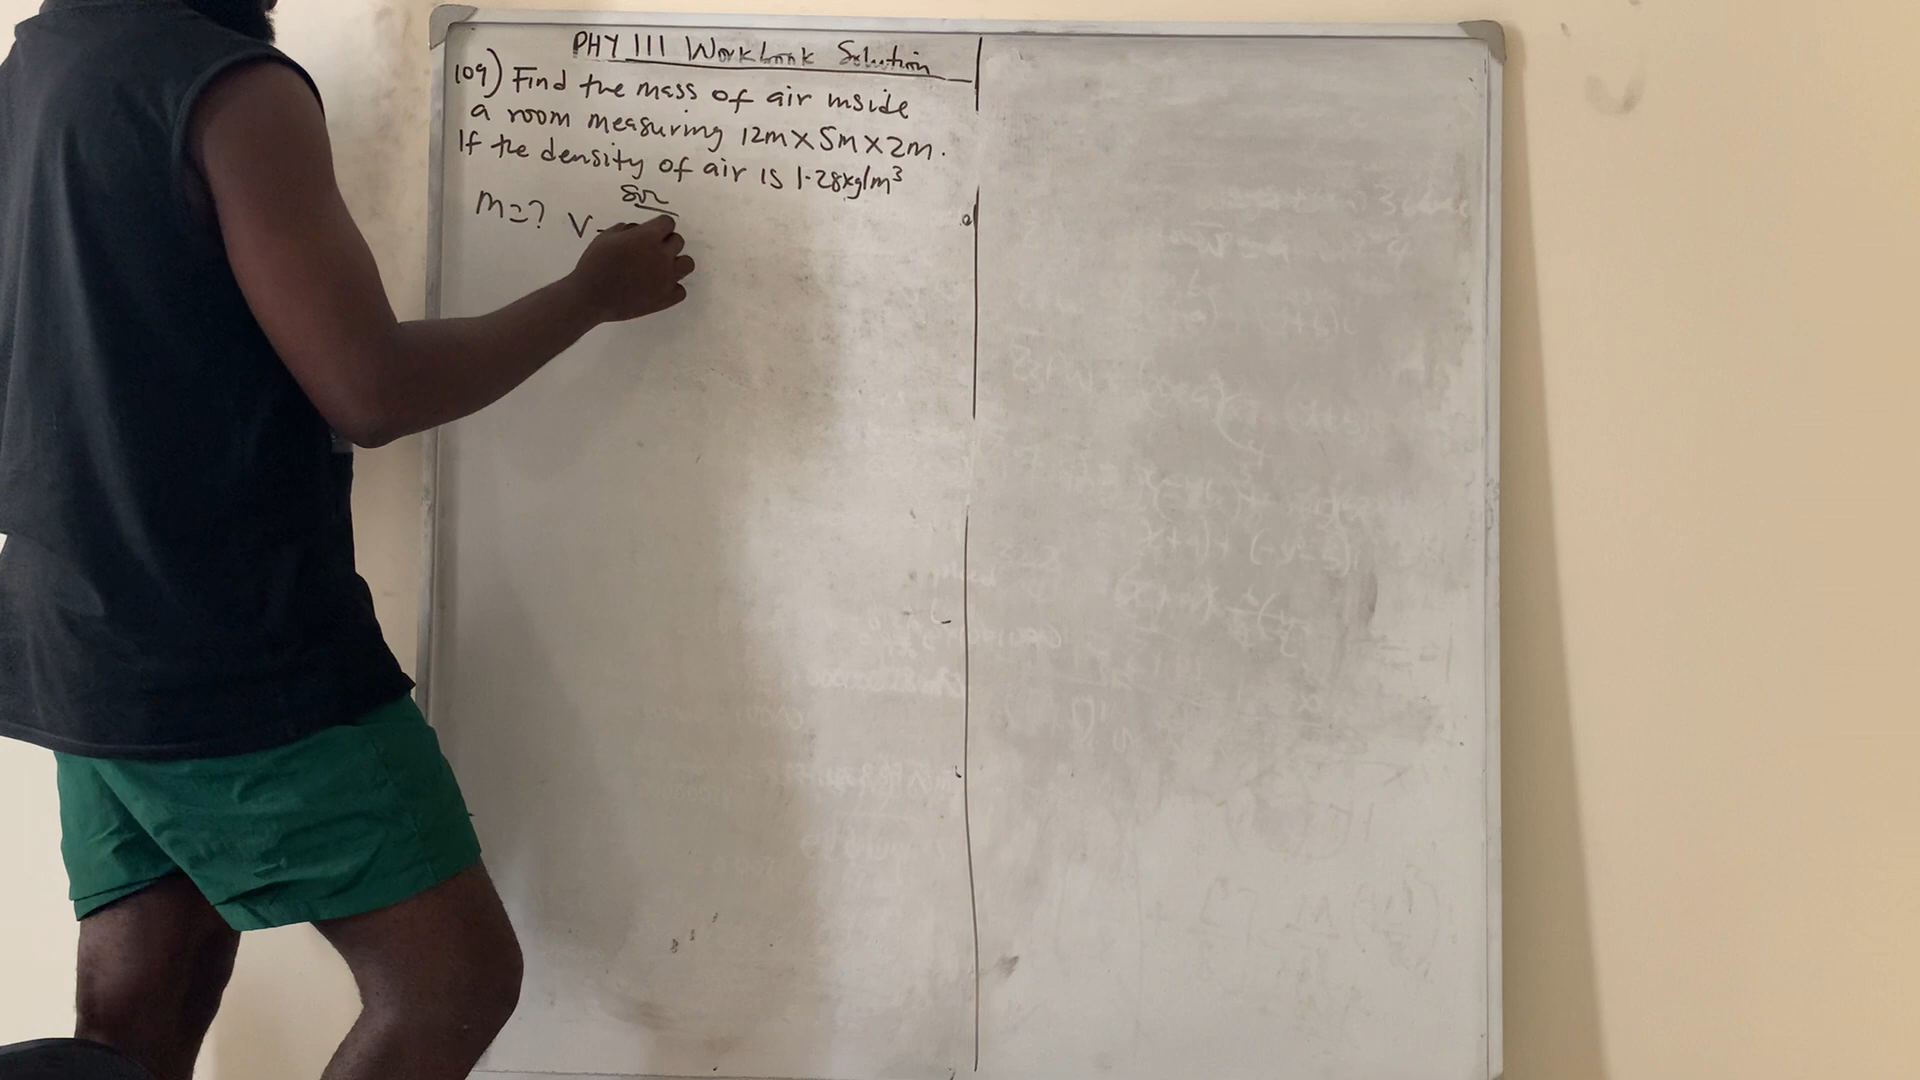 PHY 111 Workbook Solution
109) Find the mass of air inside
a room measuring 12m X 5m X 2m.
If the density of air is 1.28kg/m³
Soln
m=? V